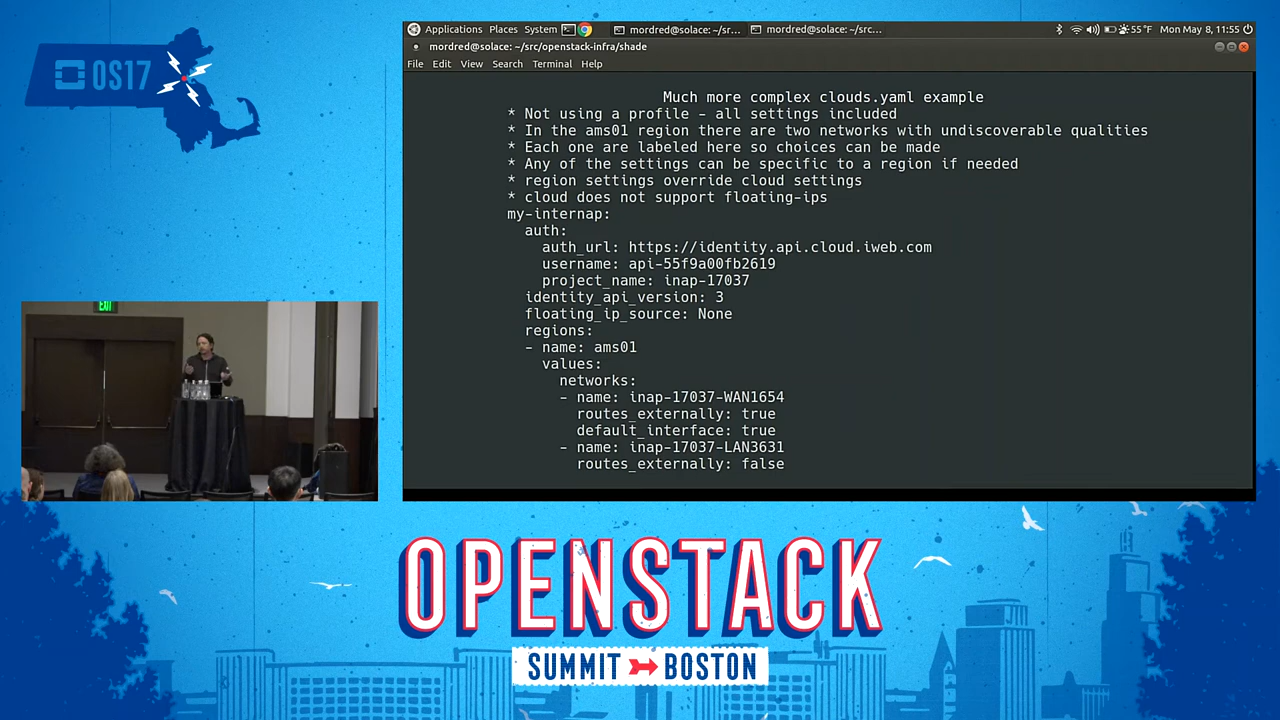 OS17
Applications Places System mordred@solace: ~/sr... mordred@solace: ~/src... 55 °F Mon May 8, 11:55
mordred@solace: ~/src/openstack-infra/shade
File Edit View Search Terminal Help
Much more complex clouds.yaml example
* Not using a profile - all settings included
* In the ams01 region there are two networks with undiscoverable qualities
* Each one are labeled here so choices can be made
* Any of the settings can be specific to a region if needed
* region settings override cloud settings
* cloud does not support floating-ips
my-internap:
auth:
auth_url: https://identity.api.cloud.iweb.com
username: api-55f9a00fb2619
project_name: inap-17037
identity_api_version: 3
floating_ip_source: None
regions:
- name: ams01
values:
networks:
- name: inap-17037-WAN1654
routes_externally: true
default_interface: true
- name: inap-17037-LAN3631
routes_externally: false
EXIT
OPENSTACK
SUMMIT BOSTON